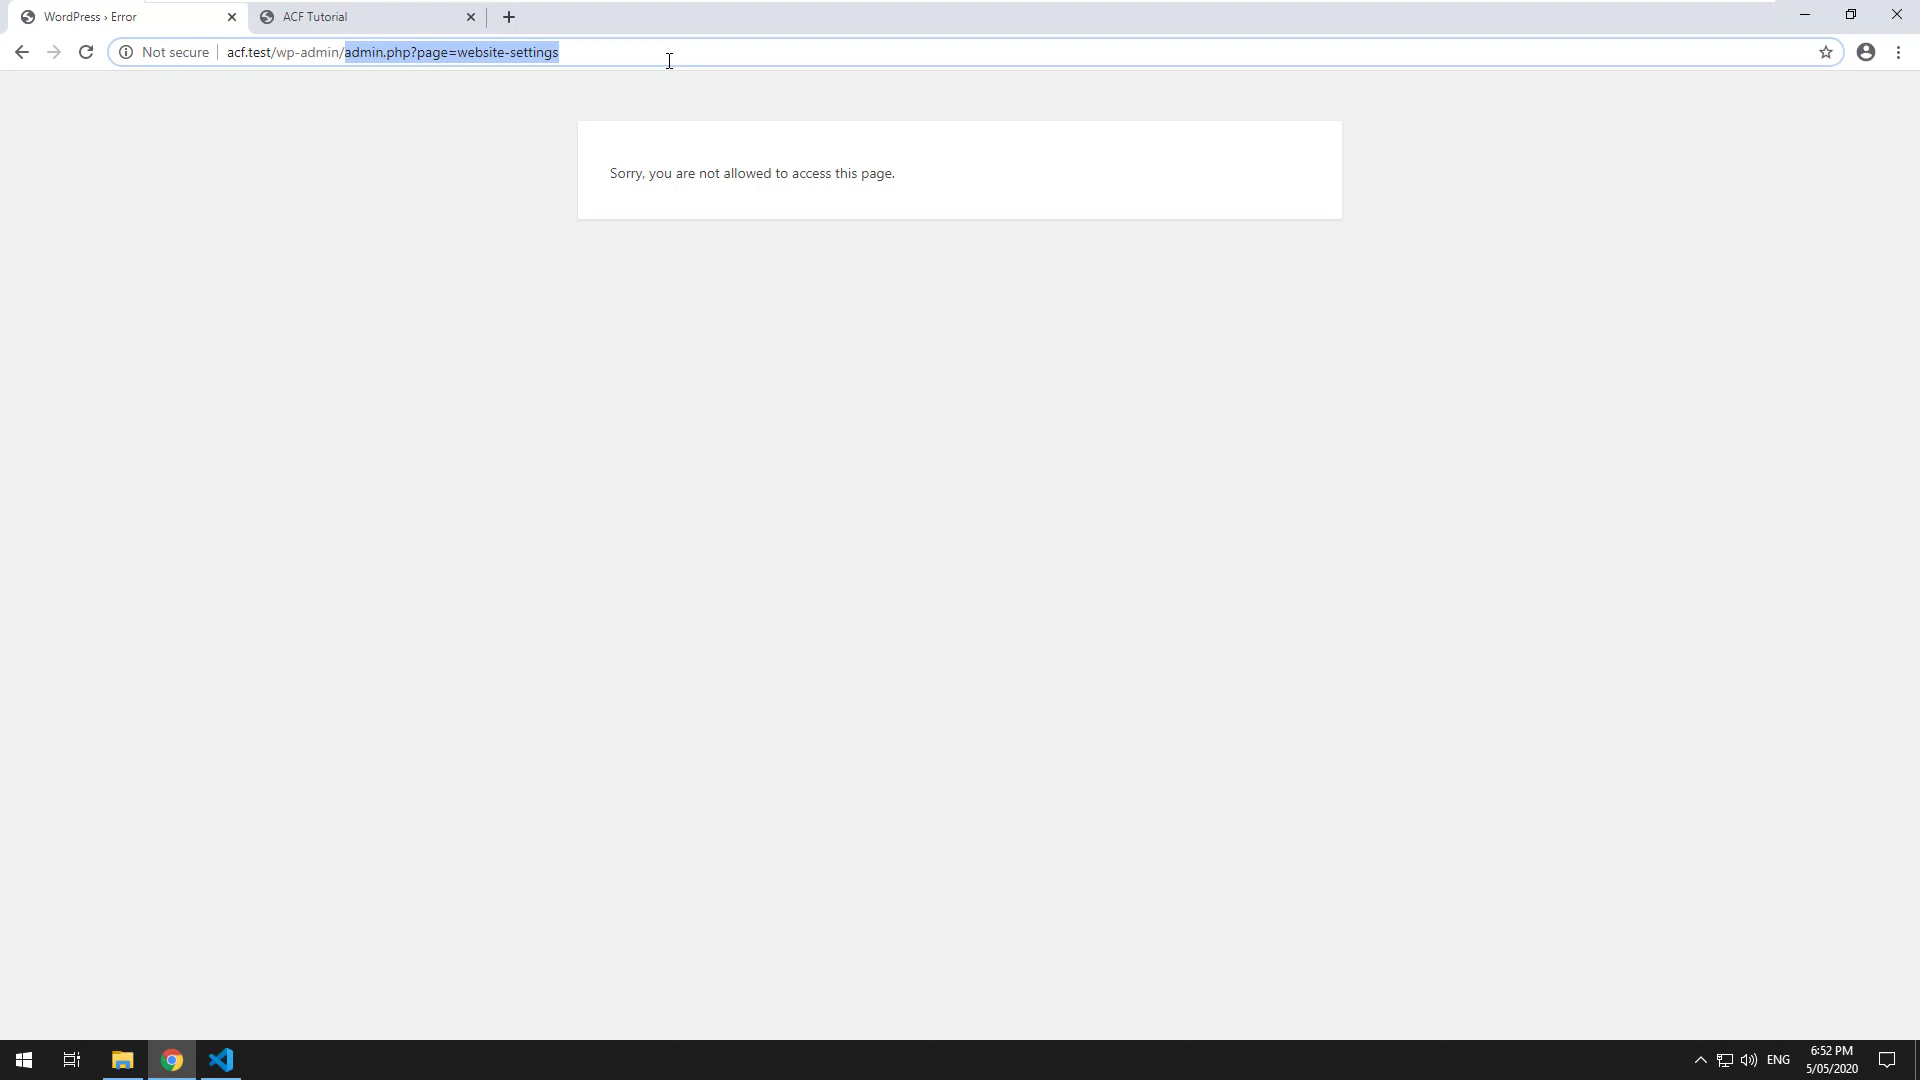 WordPress › Error
ACF Tutorial
Not secure
acf.test/wp-admin/admin.php?page=website-settings
Sorry, you are not allowed to access this page.
ENG
6:52 PM
5/05/2020